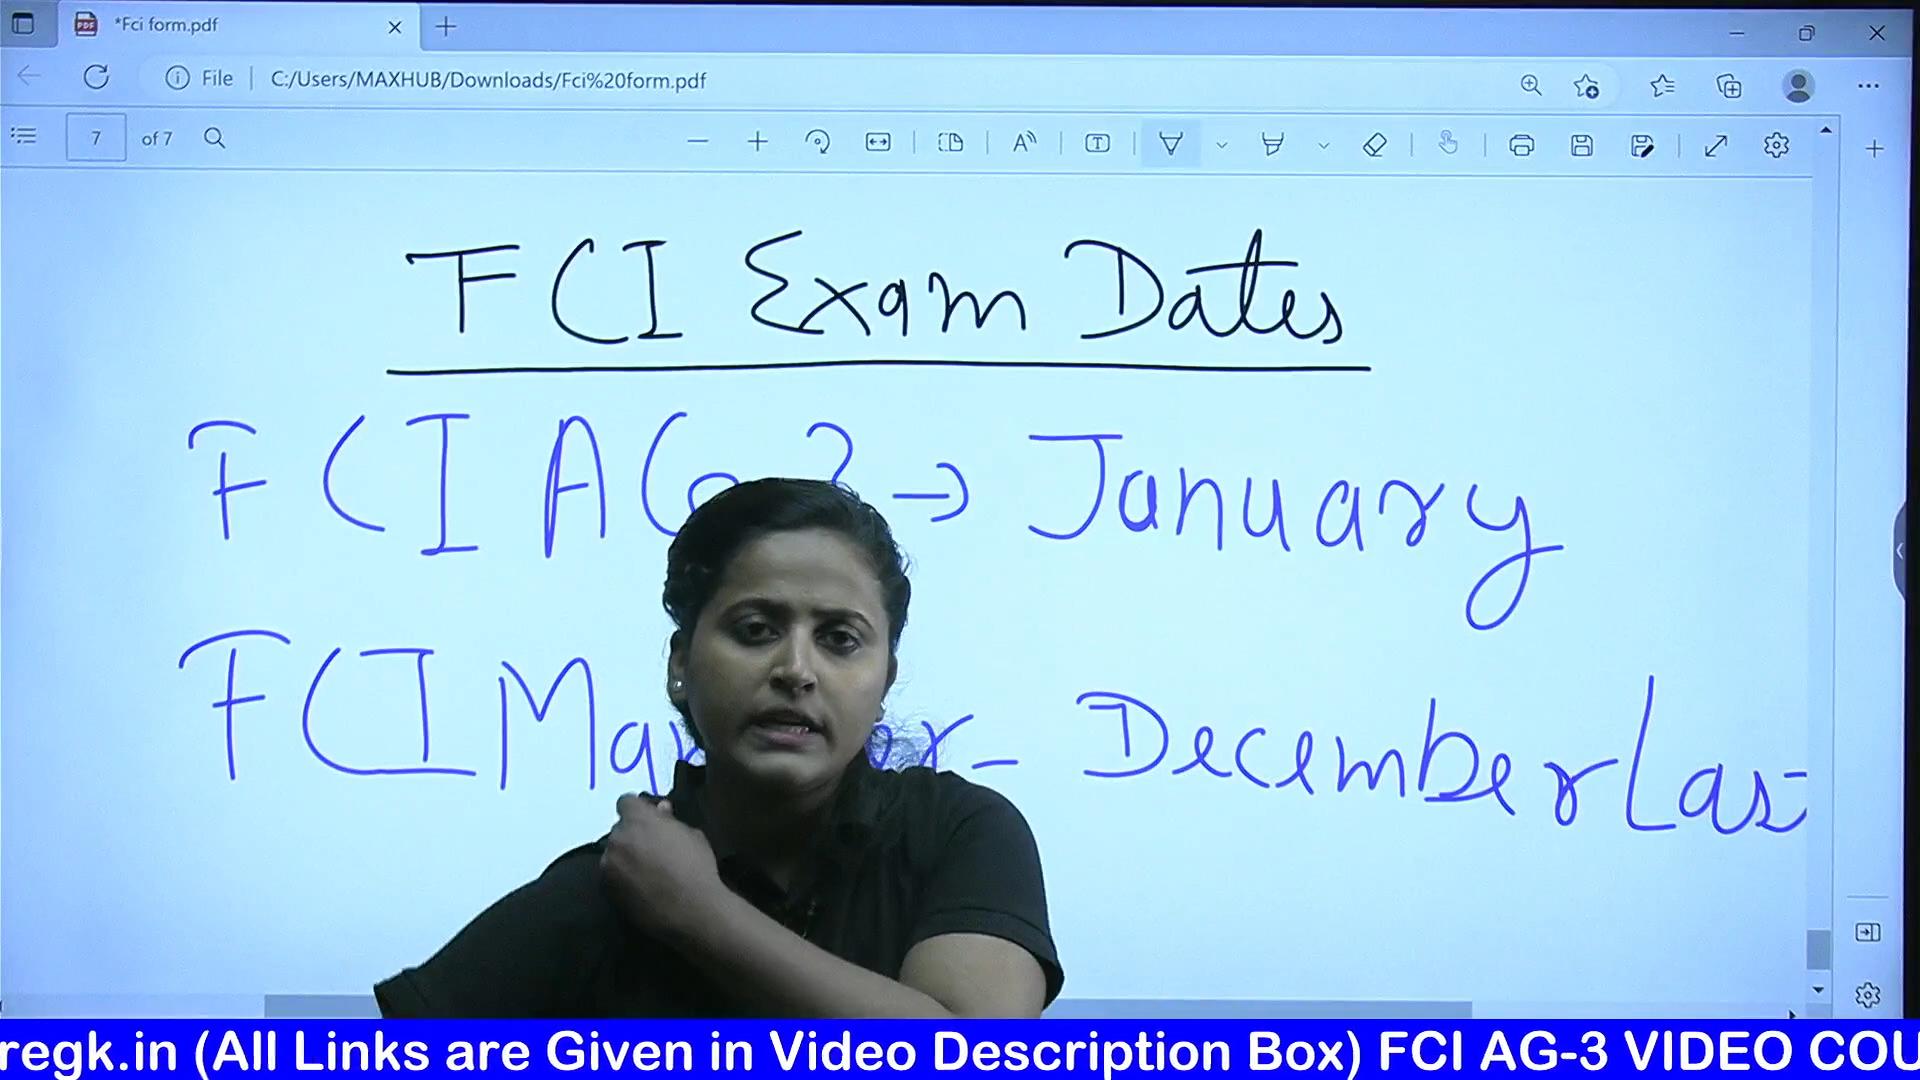 *Fci form.pdf
File C:/Users/MAXHUB/Downloads/Fci%20form.pdf
7 of 7
FCI Exam Dates
FCI AG 3 → January
FCI - December Las
regk.in (All Links are Given in Video Description Box) FCI AG-3 VIDEO COU